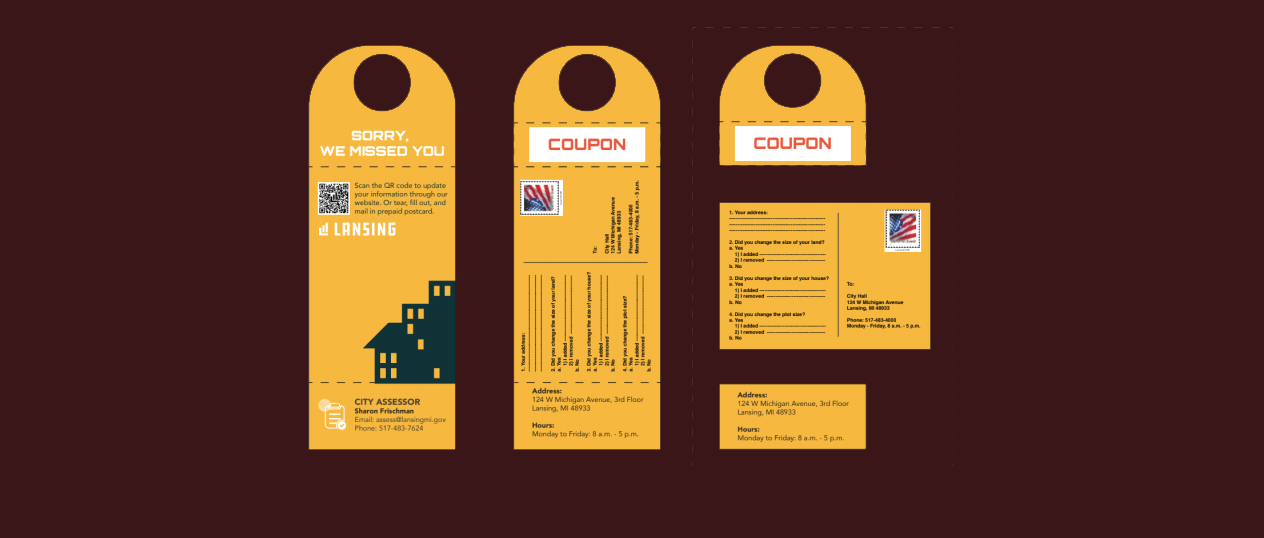 SORRY,
WE MISSED YOU
Scan the QR code to update
your information through our
website. Or tear, fill out, and
mail in prepaid postcard.
LANSING
CITY ASSESSOR
Sharon Frischman
Email: assess@lansingmi.gov
Phone: 517-483-7624
COUPON
To:
City Hall
124 W Michigan Avenue
Lansing, MI 48933
Phone: 517-483-4000
Monday - Friday, 8 a.m. - 5 p.m.
1. Your address:
2. Did you change the size of your land?
a. Yes
1) I added
2) I removed
b. No
3. Did you change the size of your house?
a. Yes
1) I added
2) I removed
b. No
4. Did you change the plot size?
a. Yes
1) I added
2) I removed
b. No
Address:
124 W Michigan Avenue, 3rd Floor
Lansing, MI 48933
Hours:
Monday to Friday: 8 a.m. - 5 p.m.
COUPON
1. Your address:
2. Did you change the size of your land?
a. Yes
1) I added
2) I removed
b. No
3. Did you change the size of your house?
a. Yes
1) I added
2) I removed
b. No
4. Did you change the plot size?
a. Yes
1) I added
2) I removed
b. No
To:
City Hall
124 W Michigan Avenue
Lansing, MI 48933
Phone: 517-483-4000
Monday - Friday, 8 a.m. - 5 p.m.
Address:
124 W Michigan Avenue, 3rd Floor
Lansing, MI 48933
Hours:
Monday to Friday: 8 a.m. - 5 p.m.